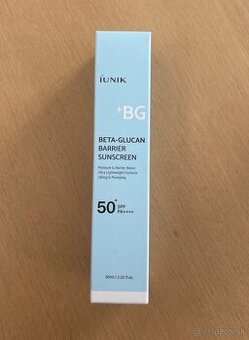 iUNIK
+BG
BETA-GLUCAN
BARRIER
SUNSCREEN
Moisture & Barrier Boost
Ultra Lightweight Formula
Lifting & Plumping
50+ SPF
PA++++
60ml / 2.02 fl.oz.